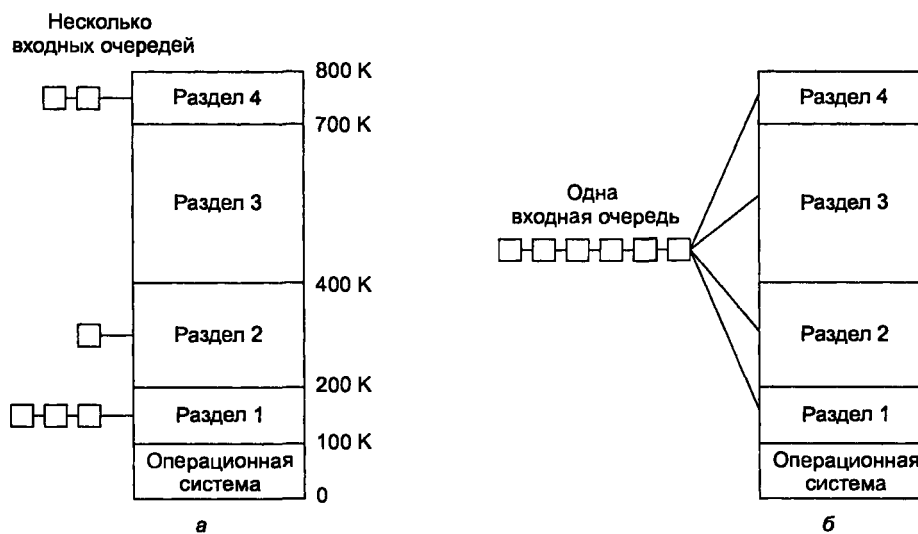 Несколько
входных очередей
800 K
Раздел 4
700 K
Раздел 3
400 K
Раздел 2
200 K
Раздел 1
100 K
Операционная
система
0
а
Одна
входная очередь
Раздел 4
Раздел 3
Раздел 2
Раздел 1
Операционная
система
б